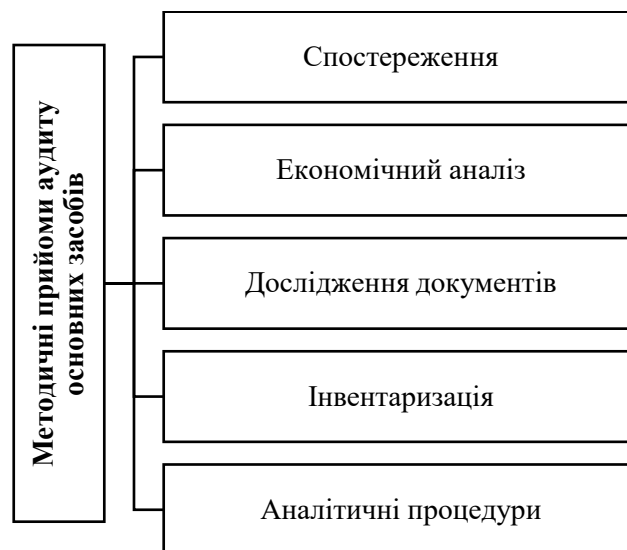 Методичні прийоми аудиту
основних засобів
Спостереження
Економічний аналіз
Дослідження документів
Інвентаризація
Аналітичні процедури